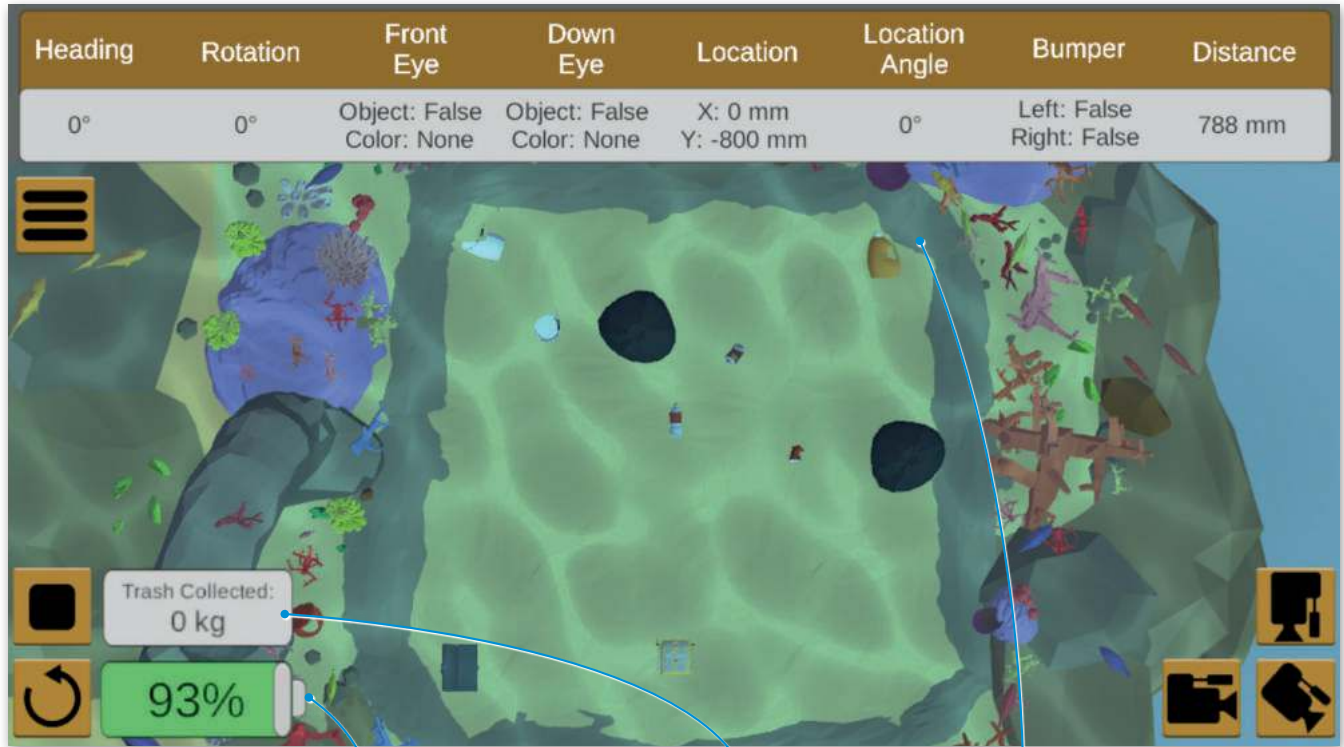 Heading Rotation Front Eye Down Eye Location Location Angle Bumper Distance
0° 0° Object: False Object: False X: 0 mm 0° Left: False 788 mm
Color: None Color: None Y: -800 mm Right: False
Trash Collected:
0 kg
93%